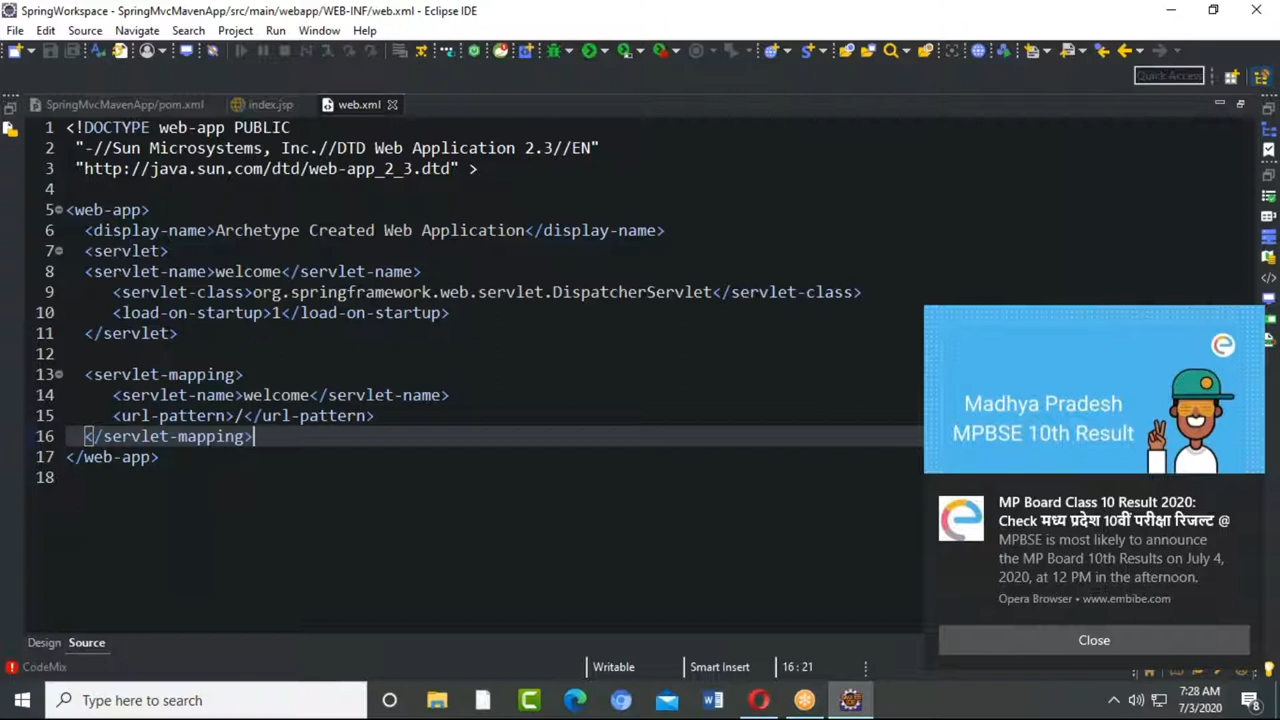 SpringWorkspace - SpringMvcMavenApp/src/main/webapp/WEB-INF/web.xml - Eclipse IDE
File Edit Source Navigate Search Project Run Window Help
Quick Access
SpringMvcMavenApp/pom.xml index.jsp web.xml
1 <!DOCTYPE web-app PUBLIC
2 "-//Sun Microsystems, Inc.//DTD Web Application 2.3//EN"
3 "http://java.sun.com/dtd/web-app_2_3.dtd" >
4
5 <web-app>
6 <display-name>Archetype Created Web Application</display-name>
7 <servlet>
8 <servlet-name>welcome</servlet-name>
9 <servlet-class>org.springframework.web.servlet.DispatcherServlet</servlet-class>
10 <load-on-startup>1</load-on-startup>
11 </servlet>
12
13 <servlet-mapping>
14 <servlet-name>welcome</servlet-name>
15 <url-pattern>/</url-pattern>
16 </servlet-mapping>
17 </web-app>
18
Madhya Pradesh
MPBSE 10th Result
MP Board Class 10 Result 2020:
Check मध्य प्रदेश 10वीं परीक्षा रिजल्ट @
MPBSE is most likely to announce
the MP Board 10th Results on July 4,
2020, at 12 PM in the afternoon.
Opera Browser • www.embibe.com
Close
Design Source
CodeMix Writable Smart Insert 16 : 21
Type here to search
7:28 AM
7/3/2020
8